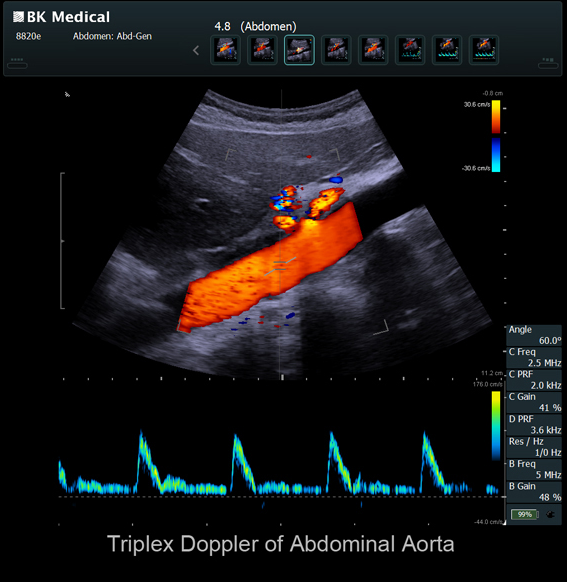 BK Medical
4.8 (Abdomen)
8820e
Abdomen: Abd-Gen
-0.6 cm
30.6 cm/s
-30.6 cm/s
Angle
60.0°
C Freq
2.5 MHz
C PRF
2.0 kHz
C Gain
41 %
D PRF
3.6 kHz
Res / Hz
1/0 Hz
B Freq
5 MHz
B Gain
48 %
99%
11.2 cm
176.0 cm/s
-44.0 cm/s
Triplex Doppler of Abdominal Aorta